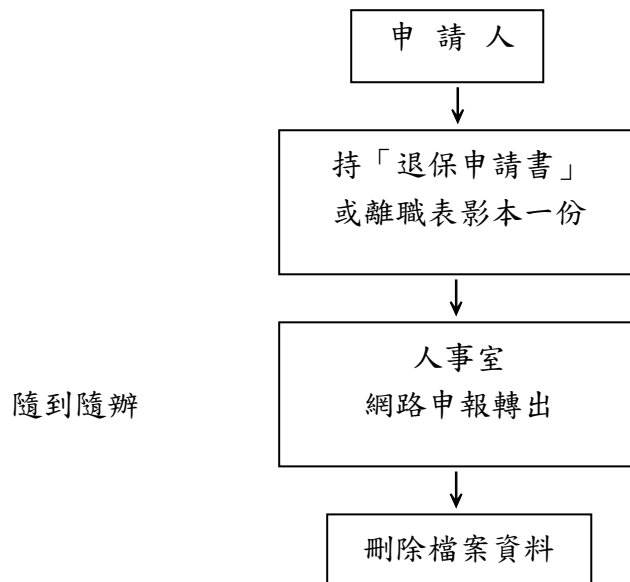 申 請 人
持「退保申請書」
或離職表影本一份
人事室
隨到隨辦
網路申報轉出
刪除檔案資料